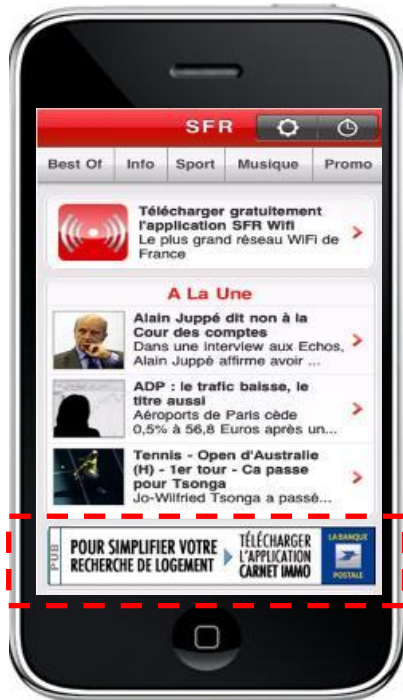 SFR
Best Of Info Sport Musique Promo
Télécharger gratuitement
l'application SFR Wifi
Le plus grand réseau WiFi de
France
A La Une
Alain Juppé dit non à la
Cour des comptes
Dans une interview aux Echos,
Alain Juppé affirme avoir ...
ADP : le trafic baisse, le
titre aussi
Aéroports de Paris cède
0,5% à 56,8 Euros après un...
Tennis - Open d'Australie
(H) - 1er tour - Ca passe
pour Tsonga
Jo-Wilfried Tsonga a passé...
PUB
POUR SIMPLIFIER VOTRE
RECHERCHE DE LOGEMENT
TÉLÉCHARGER
L'APPLICATION
CARNET IMMO
LA BANQUE
POSTALE